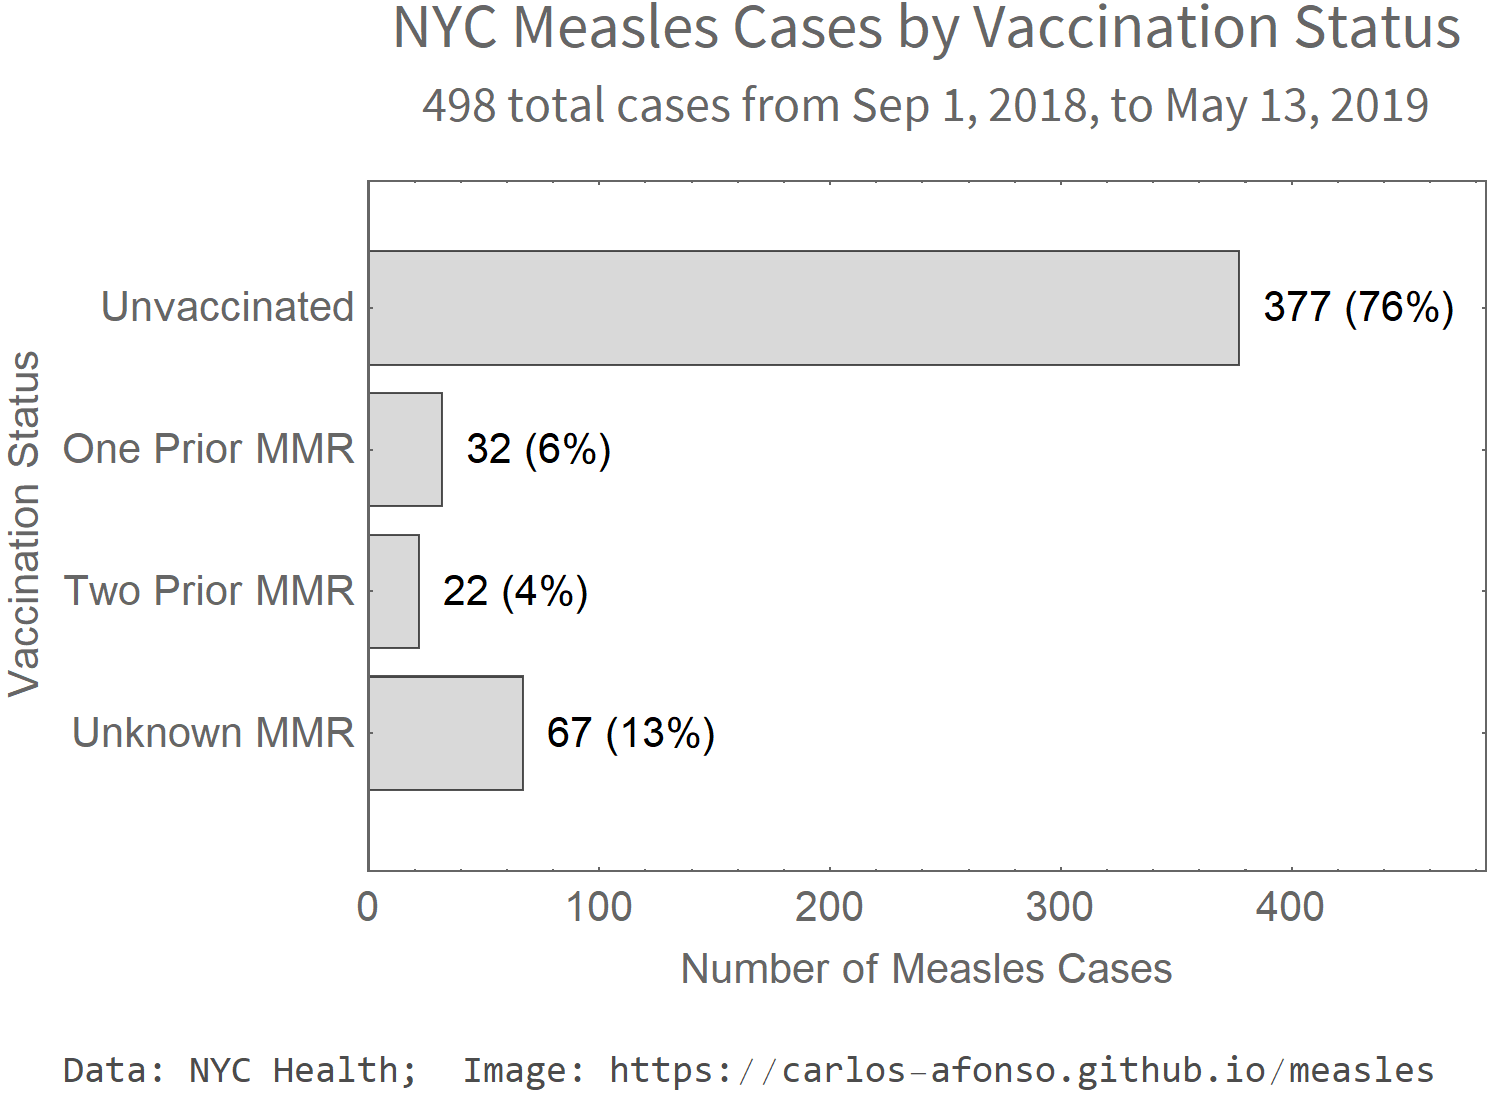 NYC Measles Cases by Vaccination Status
498 total cases from Sep 1, 2018, to May 13, 2019
Vaccination Status
Unvaccinated
377 (76%)
One Prior MMR
32 (6%)
Two Prior MMR
22 (4%)
Unknown MMR
67 (13%)
0 100 200 300 400
Number of Measles Cases
Data: NYC Health; Image: https://carlos-afonso.github.io/measles